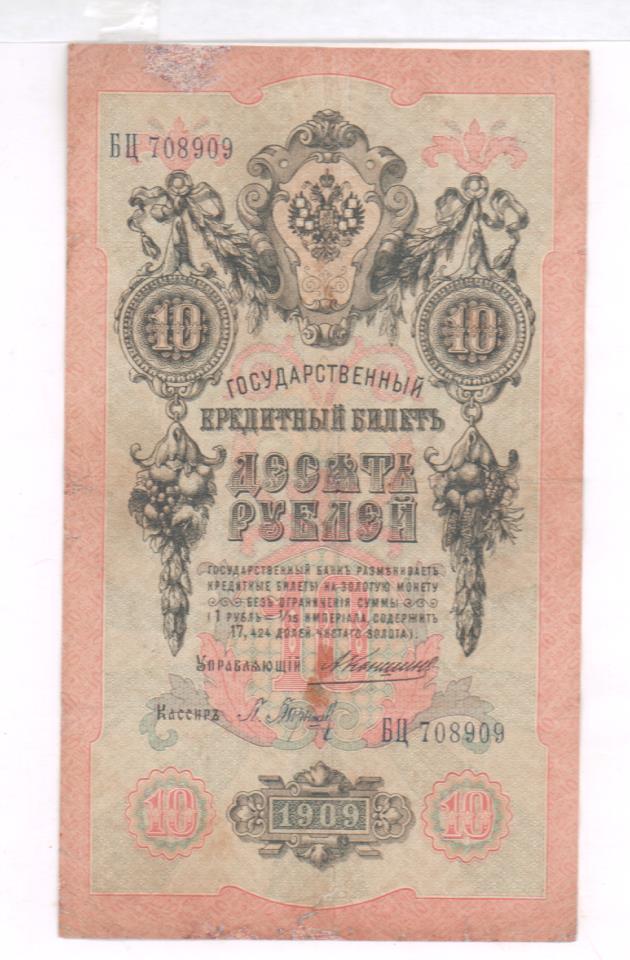 БЦ 708909
10 10
ГОСУДАРСТВЕННЫЙ
КРЕДИТНЫЙ БИЛЕТЪ
ДЕСЯТЬ
РУБЛЕЙ
ГОСУДАРСТВЕННЫЙ БАНКЪ РАЗМѢНИВАЕТЪ
КРЕДИТНЫЕ БИЛЕТЫ НА ЗОЛОТУЮ МОНЕТУ
БЕЗЪ ОГРАНИЧЕНІЯ СУММЫ
(1 РУБЛЬ = 1/15 ИМПЕРІАЛА, СОДЕРЖИТЪ
17,424 ДОЛЕЙ ЧИСТАГО ЗОЛОТА).
10
УПРАВЛЯЮЩІЙ А Коншинъ
КАССИРЪ
БЦ 708909
10 1909 10